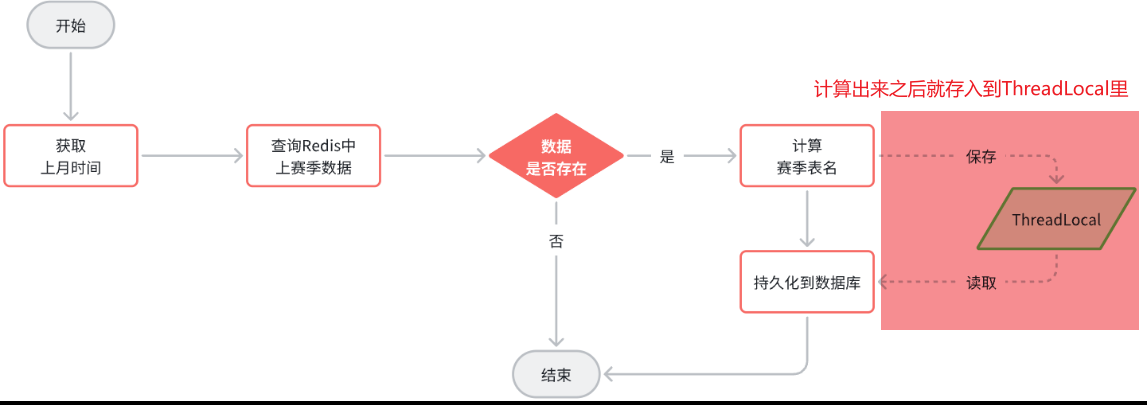 开始
计算出来之后就存入到ThreadLocal里
获取
上月时间
查询Redis中
上赛季数据
数据
是否存在
是
计算
赛季表名
保存
ThreadLocal
否
持久化到数据库
读取
结束